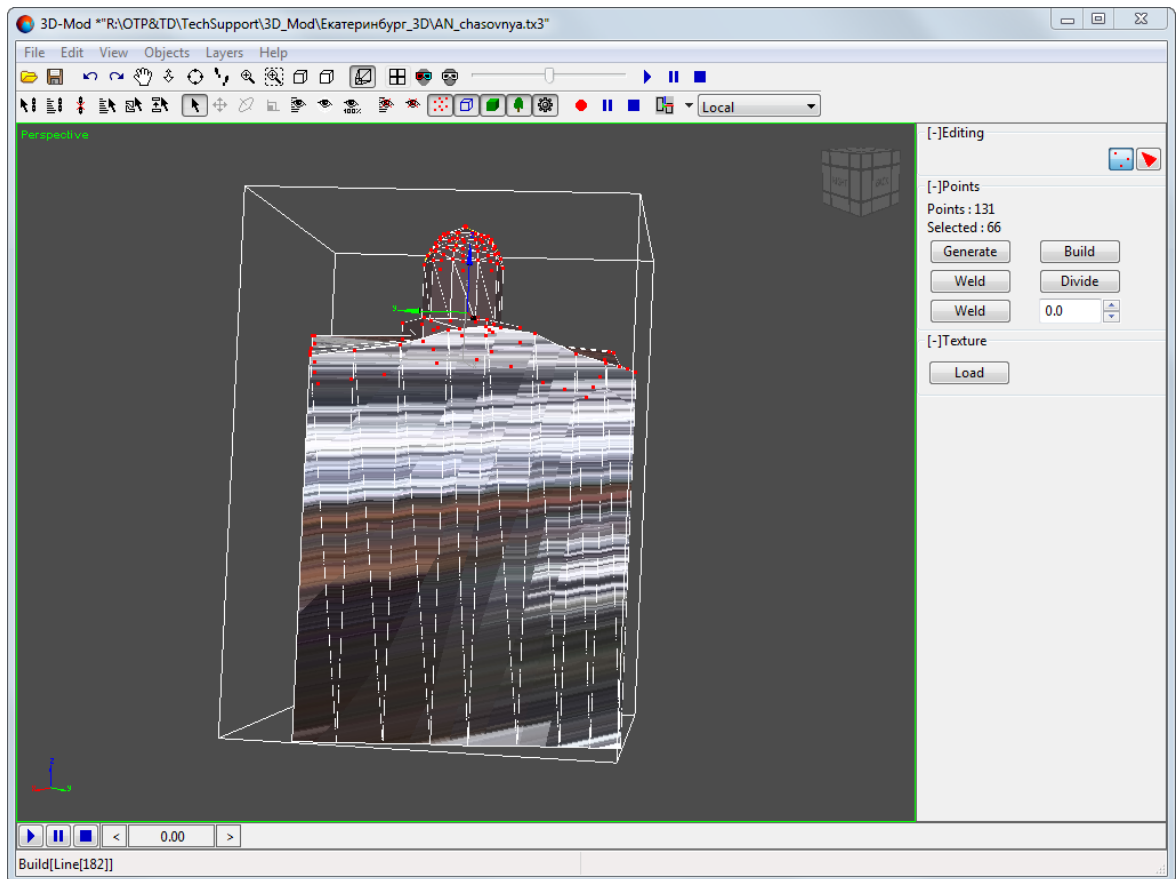 3D-Mod *"R:\OTP&TD\TechSupport\3D_Mod\Екатеринбург_3D\AN_chasovnya.tx3"
File Edit View Objects Layers Help
100%
Local
Perspective
[-]Editing
[-]Points
Points : 131
Selected : 66
Generate Build
Weld Divide
Weld 0.0
[-]Texture
Load
z
y
< 0.00 >
Build[Line[182]]